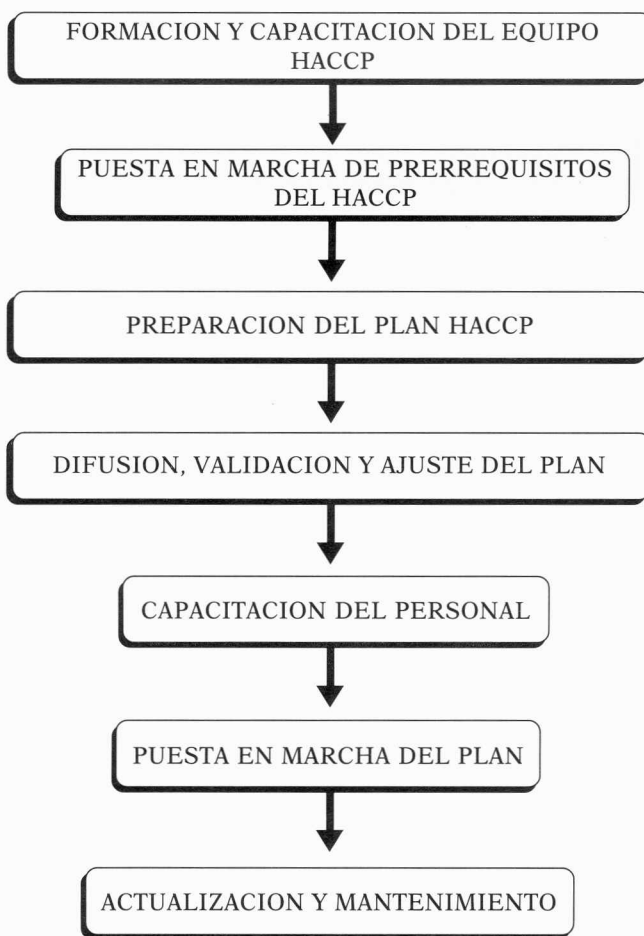 FORMACION Y CAPACITACION DEL EQUIPO
HACCP
PUESTA EN MARCHA DE PRERREQUISITOS
DEL HACCP
PREPARACION DEL PLAN HACCP
DIFUSION, VALIDACION Y AJUSTE DEL PLAN
CAPACITACION DEL PERSONAL
PUESTA EN MARCHA DEL PLAN
ACTUALIZACION Y MANTENIMIENTO